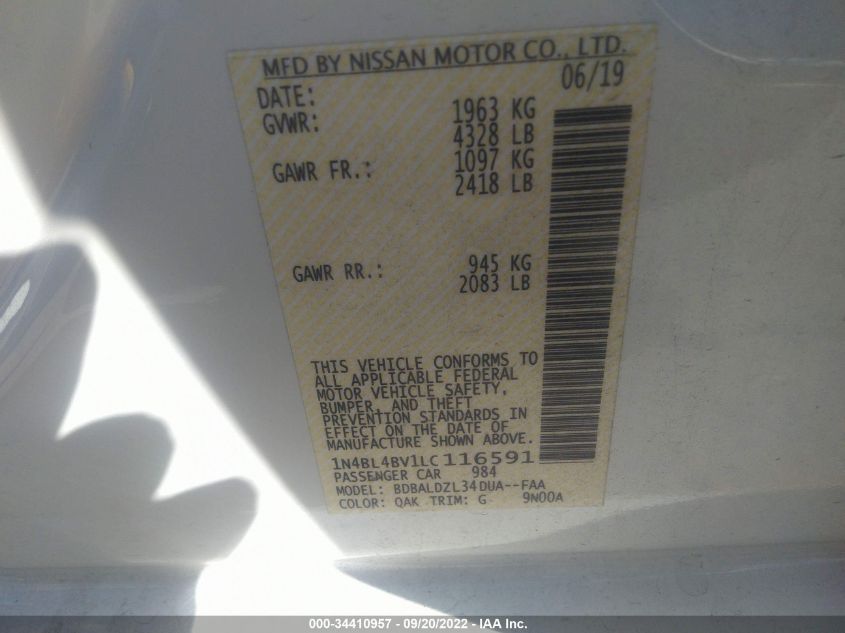 MFD BY NISSAN MOTOR CO., LTD.
DATE: 06/19
GVWR: 1963 KG
4328 LB
GAWR FR.: 1097 KG
2418 LB
GAWR RR.: 945 KG
2083 LB
THIS VEHICLE CONFORMS TO
ALL APPLICABLE FEDERAL
MOTOR VEHICLE SAFETY,
BUMPER, AND THEFT
PREVENTION STANDARDS IN
EFFECT ON THE DATE OF
MANUFACTURE SHOWN ABOVE.
1N4BL4BV1LC116591
PASSENGER CAR 984
MODEL: BDBALDZL34DUA--FAA
COLOR: QAK TRIM: G 9N00A
000-34410957 - 09/20/2022 - IAA Inc.